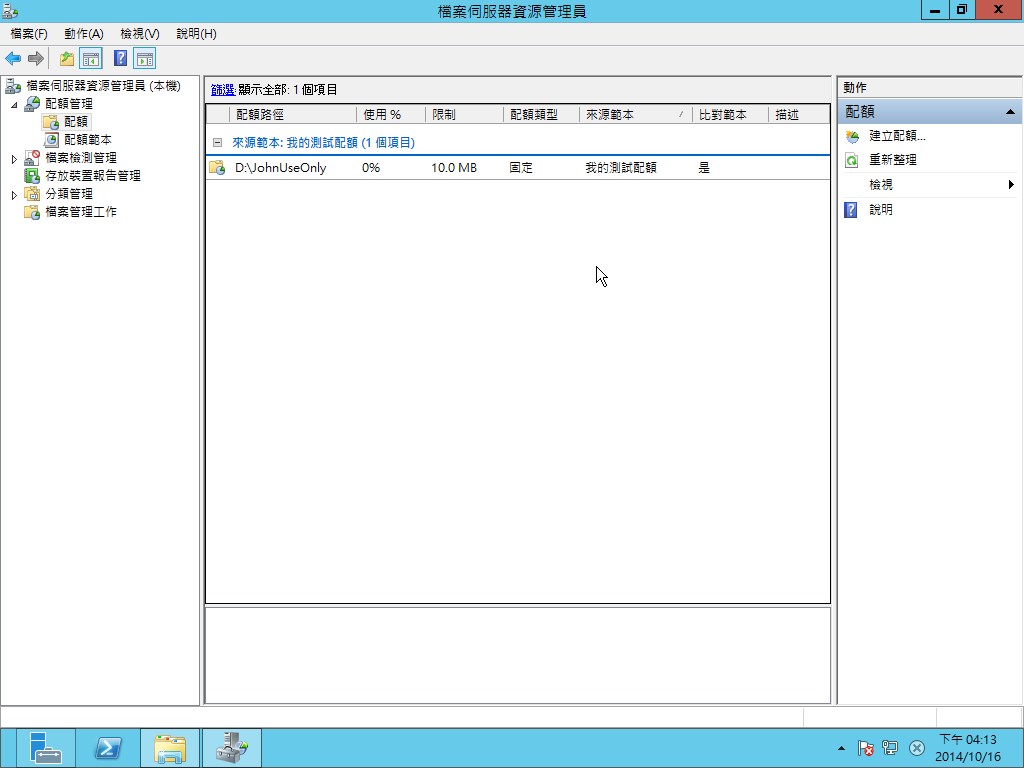 檔案伺服器資源管理員
檔案(F) 動作(A) 檢視(V) 說明(H)
檔案伺服器資源管理員 (本機)
配額管理
配額
配額範本
檔案檢測管理
存放裝置報告管理
分類管理
檔案管理工作
篩選: 顯示全部: 1 個項目
配額路徑 使用 % 限制 配額類型 來源範本 比對範本 描述
來源範本: 我的測試配額 (1 個項目)
D:\JohnUseOnly 0% 10.0 MB 固定 我的測試配額 是
動作
配額
建立配額...
重新整理
檢視
說明
下午 04:13
2014/10/16